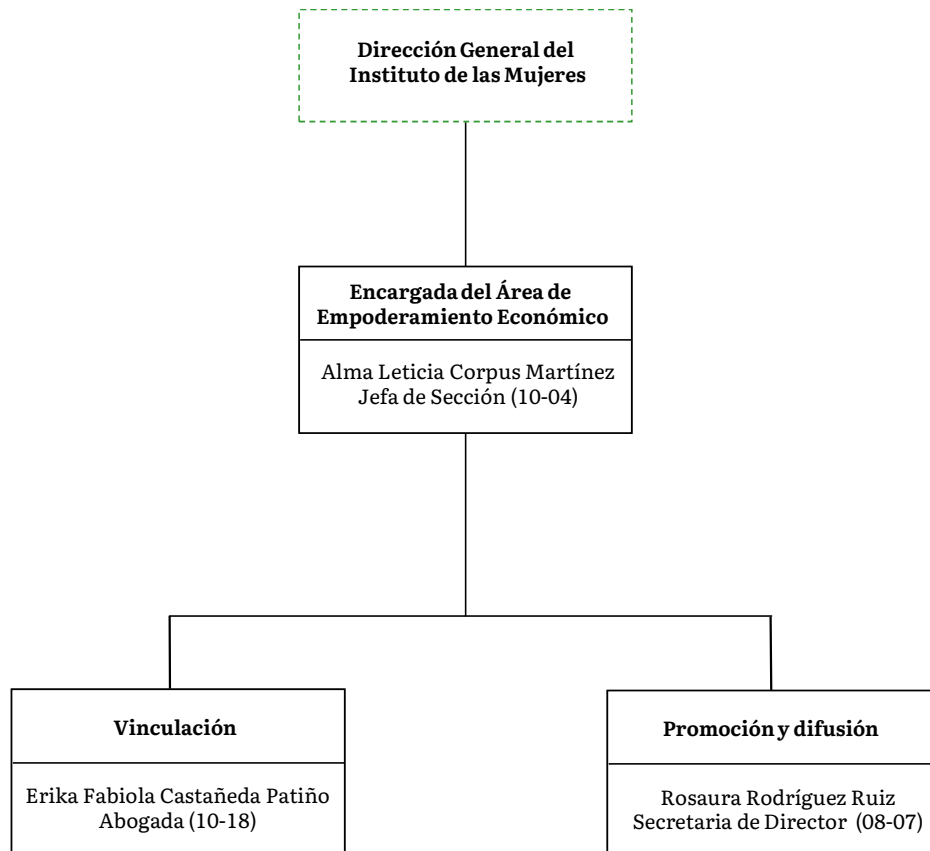 Dirección General del
Instituto de las Mujeres
Encargada del Área de
Empoderamiento Económico
Alma Leticia Corpus Martínez
Jefa de Sección (10-04)
Vinculación
Erika Fabiola Castañeda Patiño
Abogada (10-18)
Promoción y difusión
Rosaura Rodríguez Ruiz
Secretaria de Director (08-07)